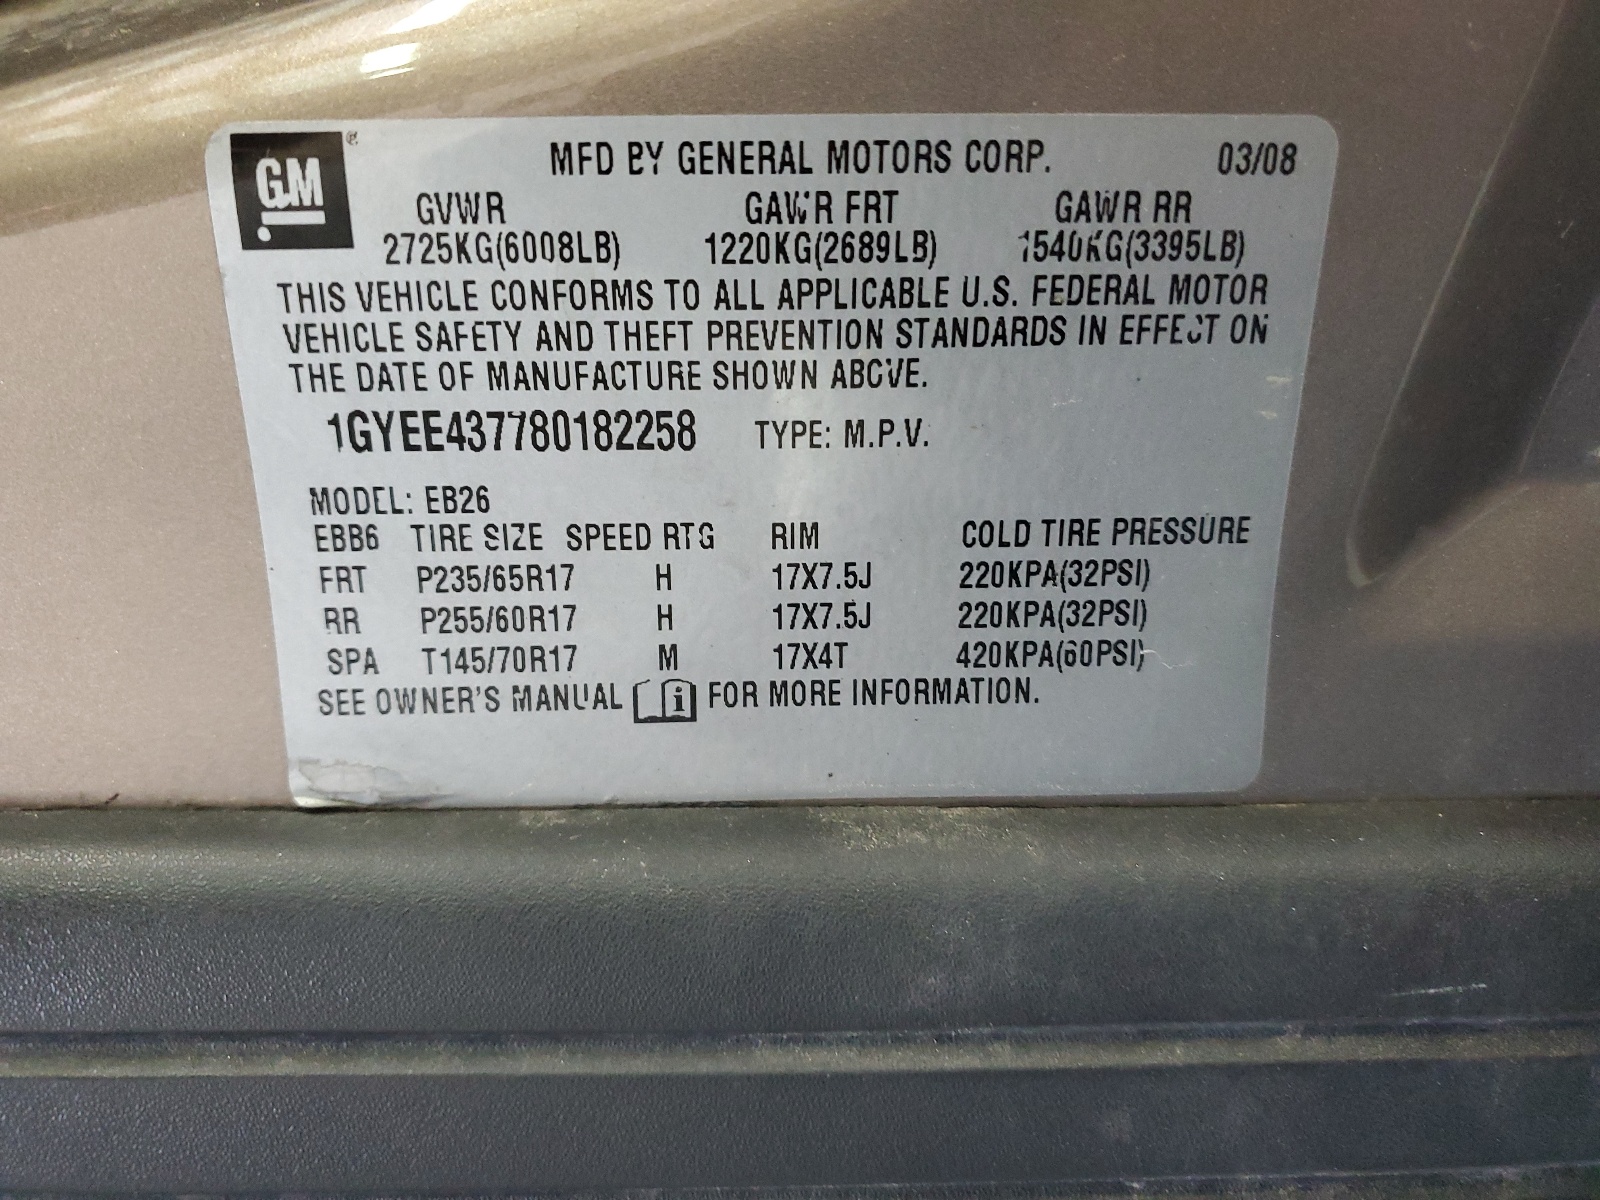 GM ®
MFD BY GENERAL MOTORS CORP. 03/08
GVWR GAWR FRT GAWR RR
2725KG(6008LB) 1220KG(2689LB) 1540KG(3395LB)
THIS VEHICLE CONFORMS TO ALL APPLICABLE U.S. FEDERAL MOTOR
VEHICLE SAFETY AND THEFT PREVENTION STANDARDS IN EFFECT ON
THE DATE OF MANUFACTURE SHOWN ABOVE.
1GYEE437780182258 TYPE: M.P.V.
MODEL: EB26
EBB6 TIRE SIZE SPEED RTG RIM COLD TIRE PRESSURE
FRT P235/65R17 H 17X7.5J 220KPA(32PSI)
RR P255/60R17 H 17X7.5J 220KPA(32PSI)
SPA T145/70R17 M 17X4T 420KPA(60PSI)
SEE OWNER'S MANUAL i FOR MORE INFORMATION.